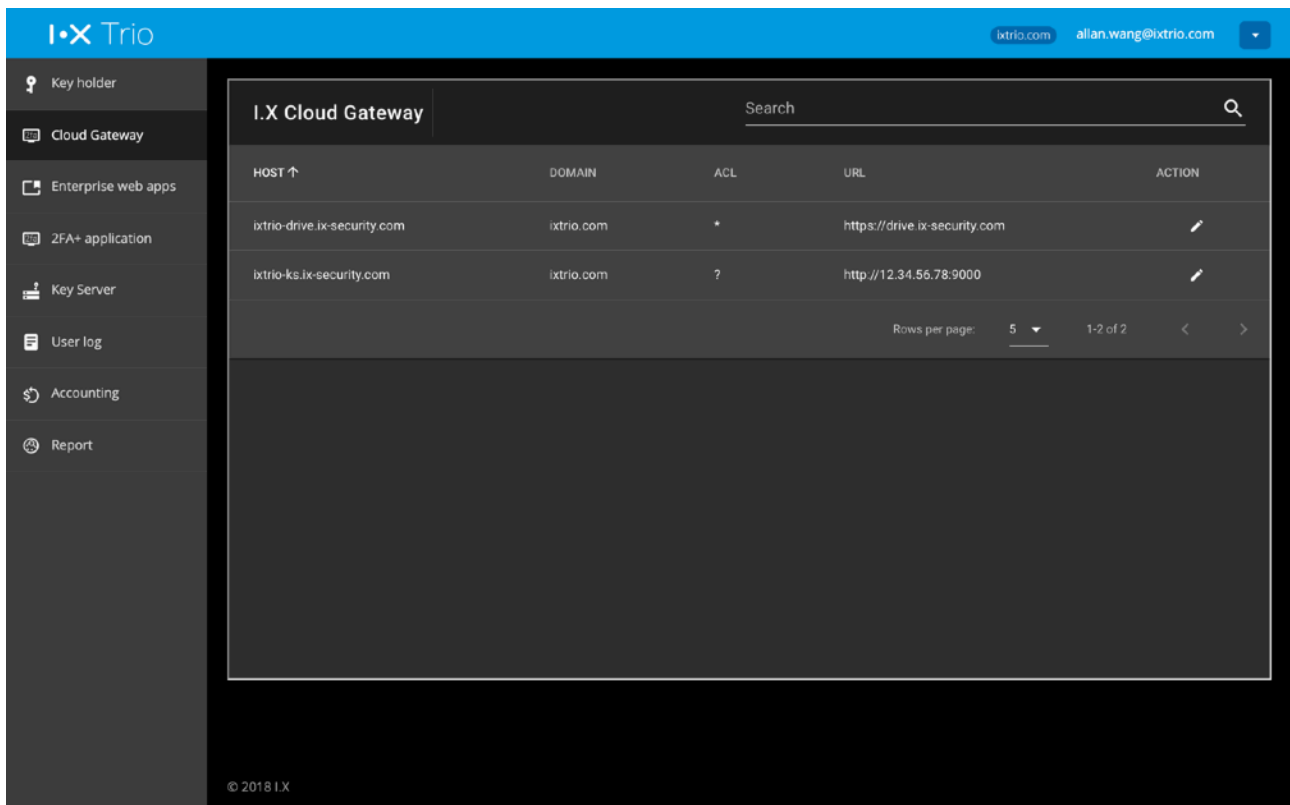 I•X Trio
ixtrio.com allan.wang@ixtrio.com
Key holder
Cloud Gateway
Enterprise web apps
2FA+ application
Key Server
User log
Accounting
Report
I.X Cloud Gateway
Search
HOST↑ DOMAIN ACL URL ACTION
ixtrio-drive.ix-security.com ixtrio.com * https://drive.ix-security.com
ixtrio-ks.ix-security.com ixtrio.com ? http://12.34.56.78:9000
Rows per page: 5 1-2 of 2
© 2018 I.X